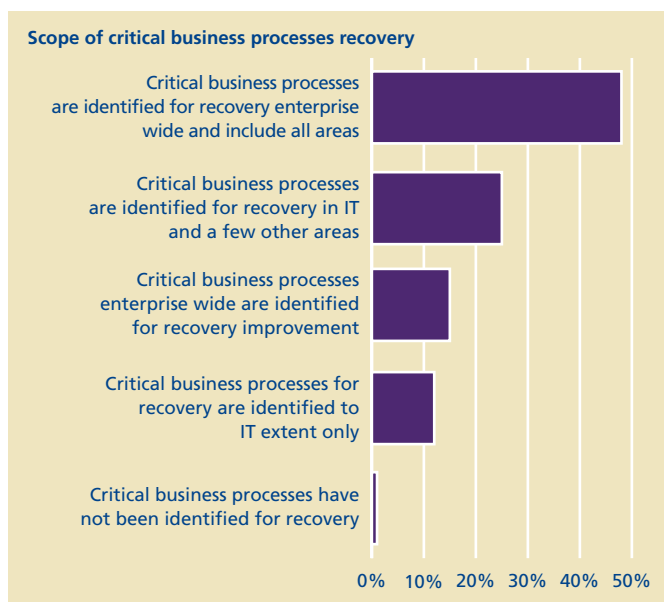 Scope of critical business processes recovery
Critical business processes
are identified for recovery enterprise
wide and include all areas
Critical business processes
are identified for recovery in IT
and a few other areas
Critical business processes
enterprise wide are identified
for recovery improvement
Critical business processes for
recovery are identified to
IT extent only
Critical business processes have
not been identified for recovery
0% 10% 20% 30% 40% 50%